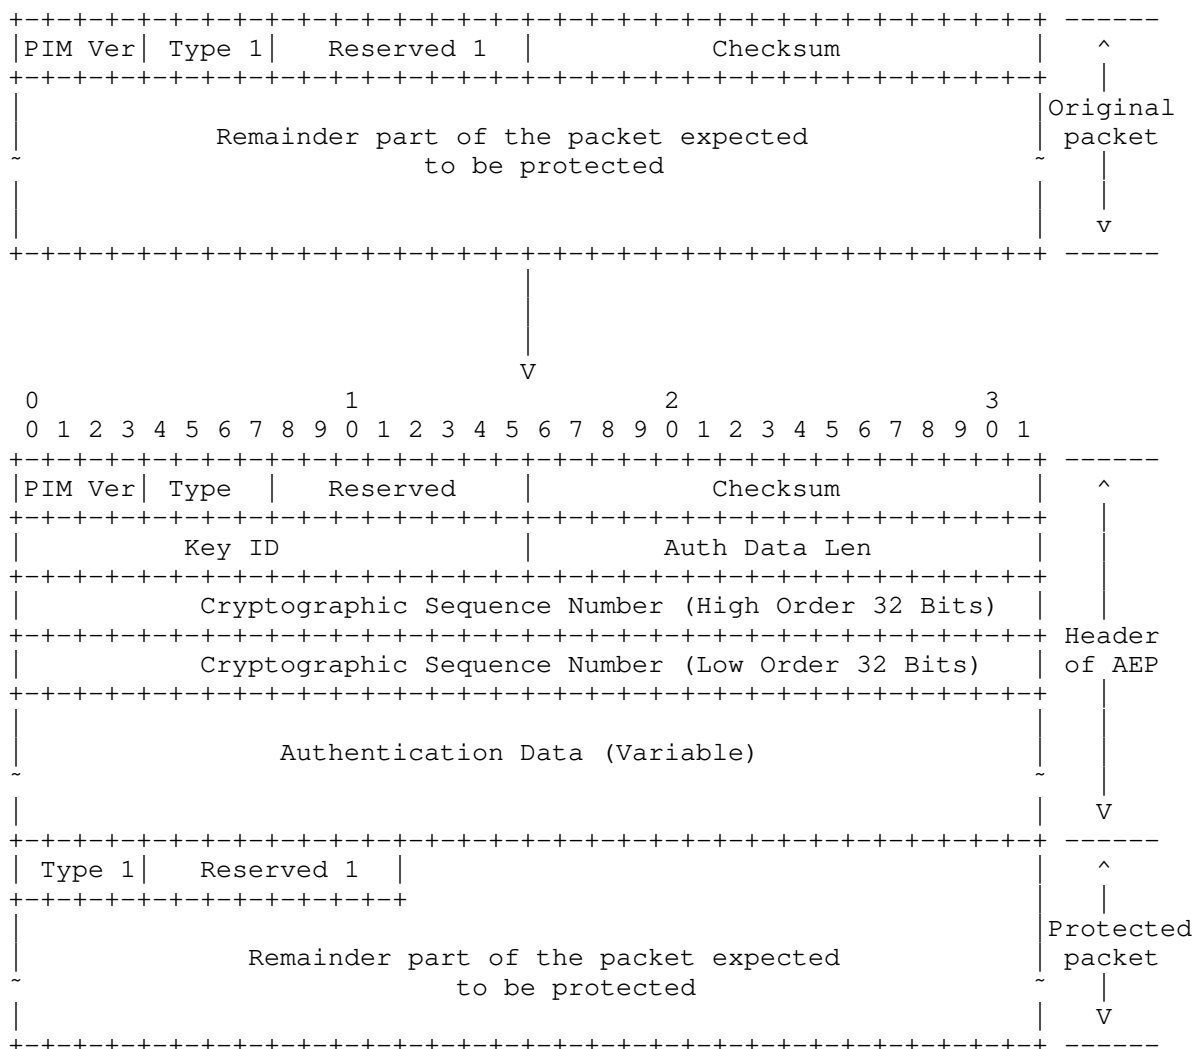 +-+-+-+-+-+-+-+-+-+-+-+-+-+-+-+-+-+-+-+-+-+-+-+-+-+-+-+-+-+-+-+-+ ------
|PIM Ver| Type 1|   Reserved 1  |           Checksum            |   ^
+-+-+-+-+-+-+-+-+-+-+-+-+-+-+-+-+-+-+-+-+-+-+-+-+-+-+-+-+-+-+-+-+   |
|                                                               |Original
|            Remainder part of the packet expected              | packet
~                         to be protected                       ~   |
|                                                               |   |
|                                                               |   v
+-+-+-+-+-+-+-+-+-+-+-+-+-+-+-+-+-+-+-+-+-+-+-+-+-+-+-+-+-+-+-+-+ ------
                                |
                                |
                                |
                                |
                                V
 0                   1                   2                   3
 0 1 2 3 4 5 6 7 8 9 0 1 2 3 4 5 6 7 8 9 0 1 2 3 4 5 6 7 8 9 0 1
+-+-+-+-+-+-+-+-+-+-+-+-+-+-+-+-+-+-+-+-+-+-+-+-+-+-+-+-+-+-+-+-+ ------
|PIM Ver| Type  |   Reserved    |           Checksum            |   ^
+-+-+-+-+-+-+-+-+-+-+-+-+-+-+-+-+-+-+-+-+-+-+-+-+-+-+-+-+-+-+-+-+   |
|          Key ID               |        Auth Data Len          |   |
+-+-+-+-+-+-+-+-+-+-+-+-+-+-+-+-+-+-+-+-+-+-+-+-+-+-+-+-+-+-+-+-+   |
|           Cryptographic Sequence Number (High Order 32 Bits)  |   |
+-+-+-+-+-+-+-+-+-+-+-+-+-+-+-+-+-+-+-+-+-+-+-+-+-+-+-+-+-+-+-+-+ Header
|           Cryptographic Sequence Number (Low Order 32 Bits)   | of AEP
+-+-+-+-+-+-+-+-+-+-+-+-+-+-+-+-+-+-+-+-+-+-+-+-+-+-+-+-+-+-+-+-+   |
|                                                               |   |
|                Authentication Data (Variable)                 |   |
~                                                               ~   |
|                                                               |   V
+-+-+-+-+-+-+-+-+-+-+-+-+-+-+-+-+-+-+-+-+-+-+-+-+-+-+-+-+-+-+-+-+ ------
| Type 1|   Reserved 1  |                                       |   ^
+-+-+-+-+-+-+-+-+-+-+-+-+                                       |   |
|                                                               |Protected
|              Remainder part of the packet expected            | packet
~                           to be protected                     ~   |
|                                                               |   V
+-+-+-+-+-+-+-+-+-+-+-+-+-+-+-+-+-+-+-+-+-+-+-+-+-+-+-+-+-+-+-+-+ ------